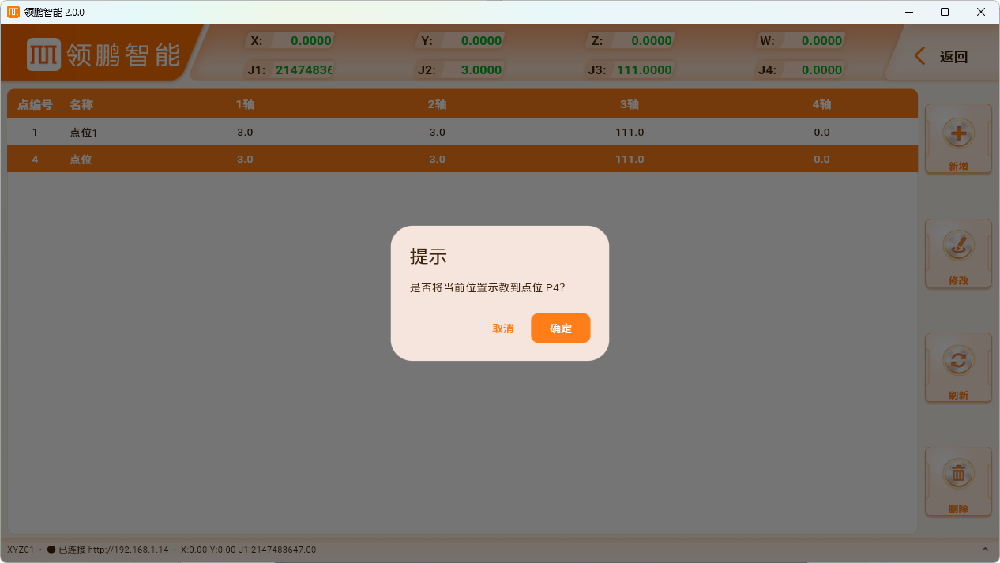 领鹏智能 2.0.0
领鹏智能
X: 0.0000 Y: 0.0000 Z: 0.0000 W: 0.0000
返回
J1: 21474836 J2: 3.0000 J3: 111.0000 J4: 0.0000
点编号 名称 1轴 2轴 3轴 4轴
1 点位1 3.0 3.0 111.0 0.0
4 点位 3.0 3.0 111.0 0.0
新增
提示
是否将当前位置示教到点位 P4?
取消 确定
修改
刷新
删除
XYZ01 · ● 已连接 http://192.168.1.14 · X:0.00 Y:0.00 J1:2147483647.00